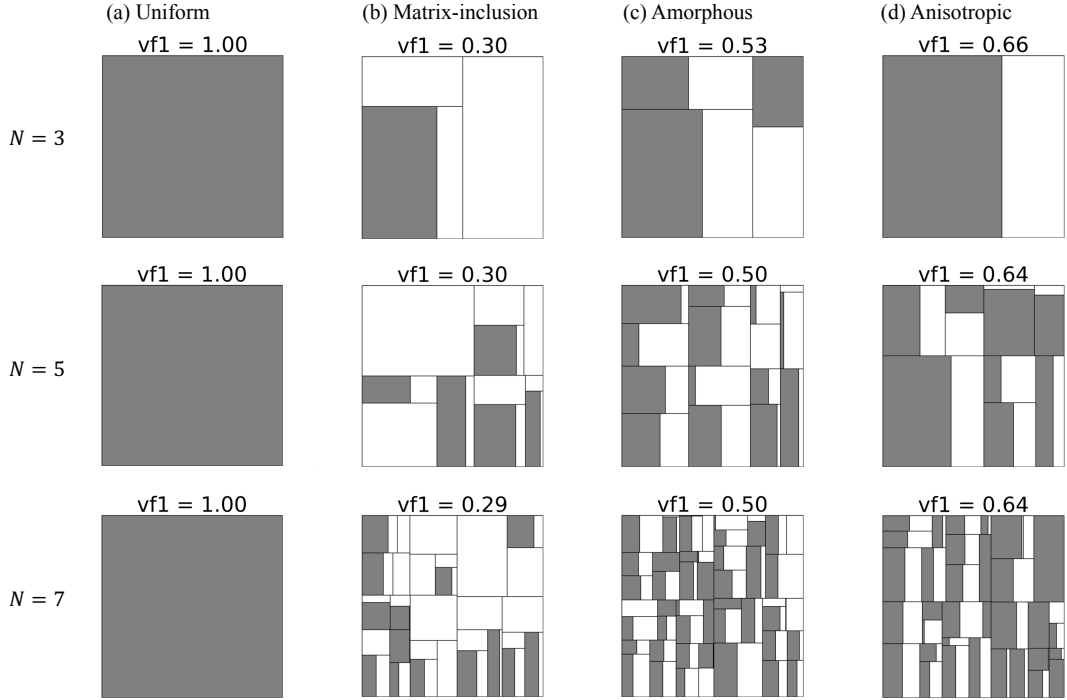 (a) Uniform (b) Matrix-inclusion (c) Amorphous (d) Anisotropic
vf1 = 1.00 vf1 = 0.30 vf1 = 0.53 vf1 = 0.66
N = 3
vf1 = 1.00 vf1 = 0.30 vf1 = 0.50 vf1 = 0.64
N = 5
vf1 = 1.00 vf1 = 0.29 vf1 = 0.50 vf1 = 0.64
N = 7